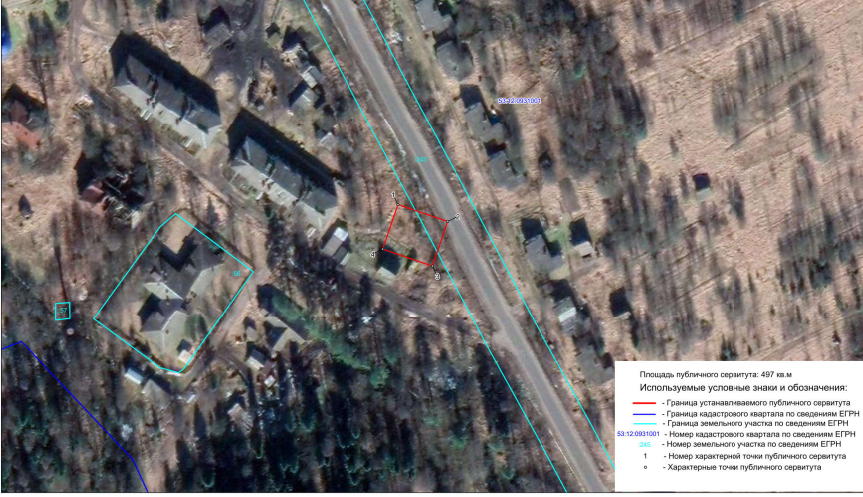 53:12:0931001
1
2
3
4
57
Площадь публичного сервитута: 497 кв.м
Используемые условные знаки и обозначения:
- Граница устанавливаемого публичного сервитута
- Граница кадастрового квартала по сведениям ЕГРН
- Граница земельного участка по сведениям ЕГРН
53:12:0931001 - Номер кадастрового квартала по сведениям ЕГРН
245 - Номер земельного участка по сведениям ЕГРН
1 - Номер характерной точки публичного сервитута
- Характерные точки публичного сервитута